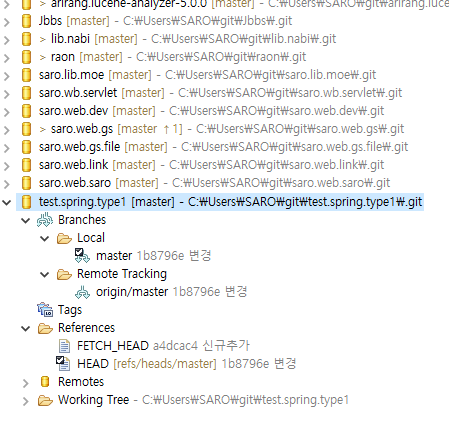 > arirang.lucene-analyzer-5.0.0 [master] - C:₩Users₩SARO₩git₩arirang.luce
Jbbs [master] - C:₩Users₩SARO₩git₩Jbbs₩.git
> lib.nabi [master] - C:₩Users₩SARO₩git₩lib.nabi₩.git
> raon [master] - C:₩Users₩SARO₩git₩raon₩.git
saro.lib.moe [master] - C:₩Users₩SARO₩git₩saro.lib.moe₩.git
saro.wb.servlet [master] - C:₩Users₩SARO₩git₩saro.wb.servlet₩.git
saro.web.dev [master] - C:₩Users₩SARO₩git₩saro.web.dev₩.git
> saro.web.gs [master ↑1] - C:₩Users₩SARO₩git₩saro.web.gs₩.git
saro.web.gs.file [master] - C:₩Users₩SARO₩git₩saro.web.gs.file₩.git
saro.web.link [master] - C:₩Users₩SARO₩git₩saro.web.link₩.git
saro.web.saro [master] - C:₩Users₩SARO₩git₩saro.web.saro₩.git
test.spring.type1 [master] - C:₩Users₩SARO₩git₩test.spring.type1₩.git
Branches
Local
master 1b8796e 변경
Remote Tracking
origin/master 1b8796e 변경
Tags
References
FETCH_HEAD a4dcac4 신규추가
HEAD [refs/heads/master] 1b8796e 변경
Remotes
Working Tree - C:₩Users₩SARO₩git₩test.spring.type1